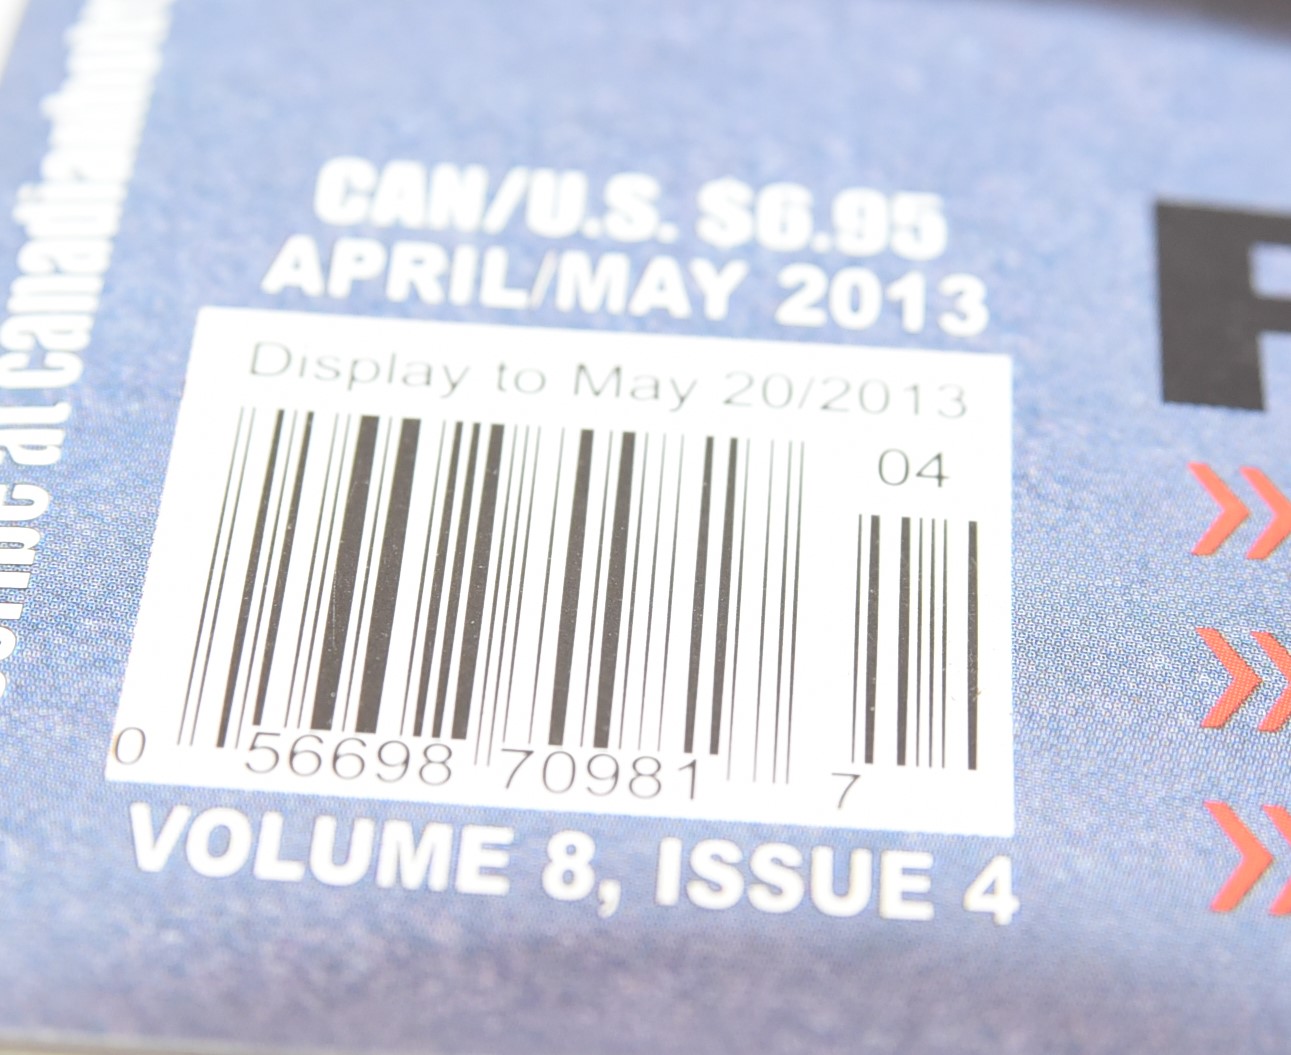 CAN/U.S. $6.95
APRIL/MAY 2013
Display to May 20/2013
04
0 56698 70981 7
VOLUME 8, ISSUE 4